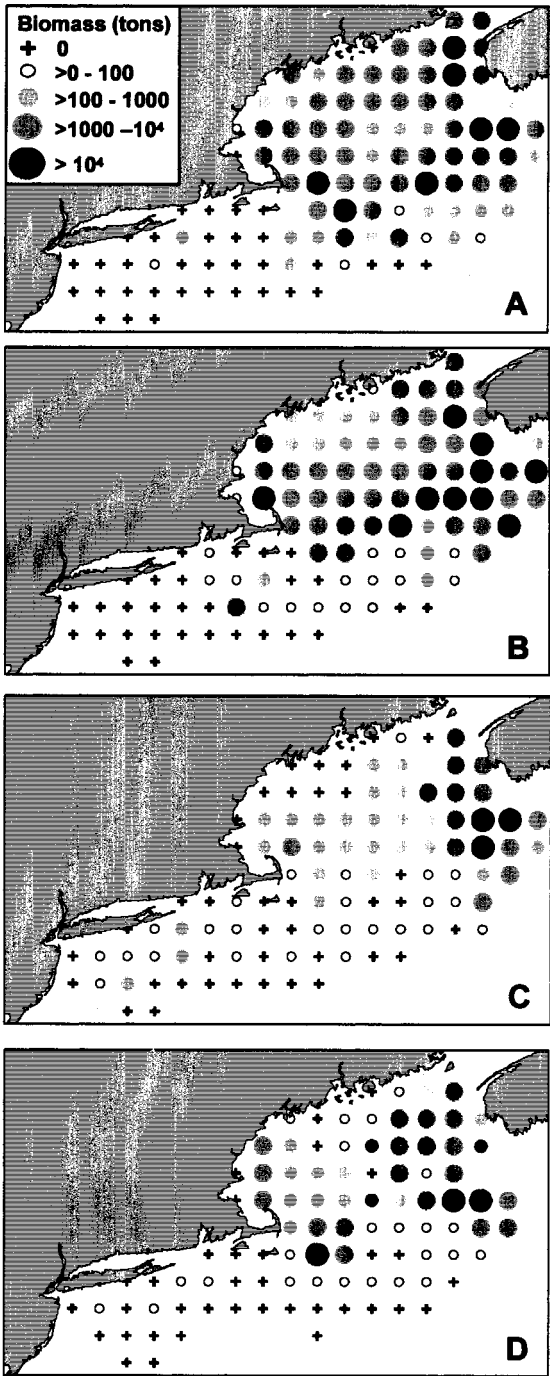 Biomass (tons)
+ 0
○ >0 - 100
>100 - 1000
>1000 – 10⁴
> 10⁴
A
B
C
D